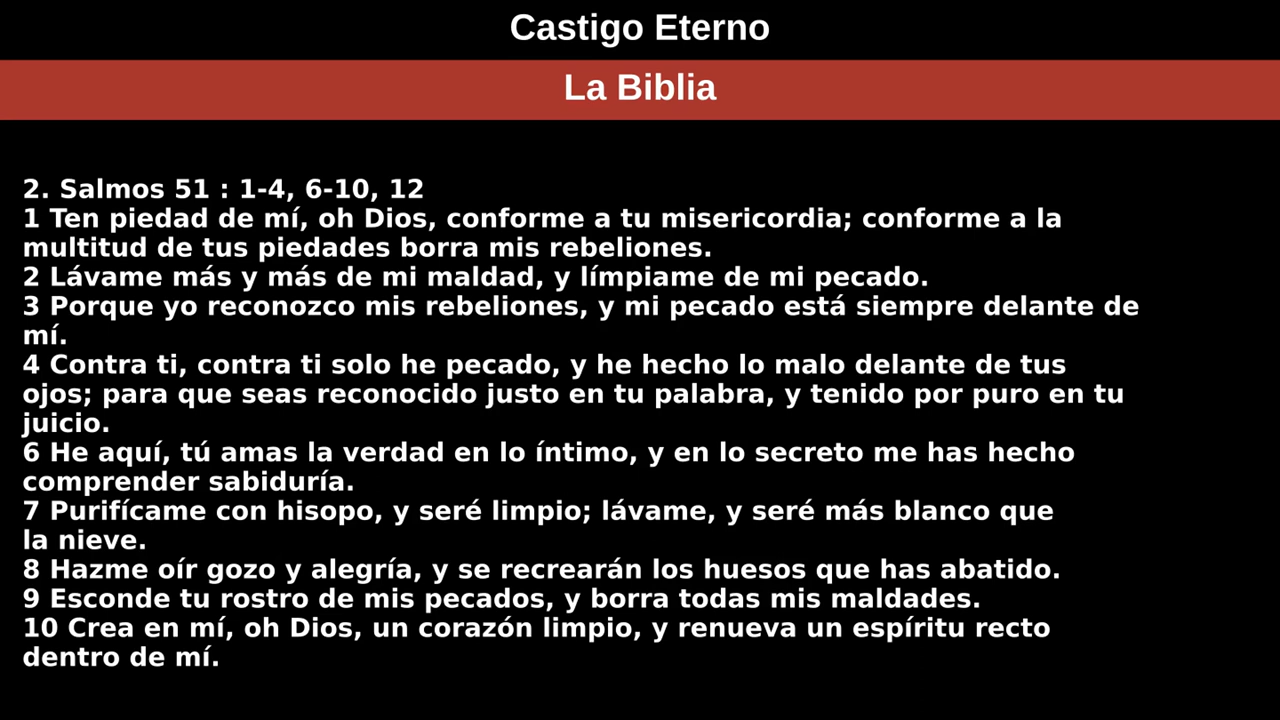 Castigo Eterno
La Biblia
2. Salmos 51 : 1-4, 6-10, 12
1 Ten piedad de mí, oh Dios, conforme a tu misericordia; conforme a la
multitud de tus piedades borra mis rebeliones.
2 Lávame más y más de mi maldad, y límpiame de mi pecado.
3 Porque yo reconozco mis rebeliones, y mi pecado está siempre delante de
mí.
4 Contra ti, contra ti solo he pecado, y he hecho lo malo delante de tus
ojos; para que seas reconocido justo en tu palabra, y tenido por puro en tu
juicio.
6 He aquí, tú amas la verdad en lo íntimo, y en lo secreto me has hecho
comprender sabiduría.
7 Purifícame con hisopo, y seré limpio; lávame, y seré más blanco que
la nieve.
8 Hazme oír gozo y alegría, y se recrearán los huesos que has abatido.
9 Esconde tu rostro de mis pecados, y borra todas mis maldades.
10 Crea en mí, oh Dios, un corazón limpio, y renueva un espíritu recto
dentro de mí.